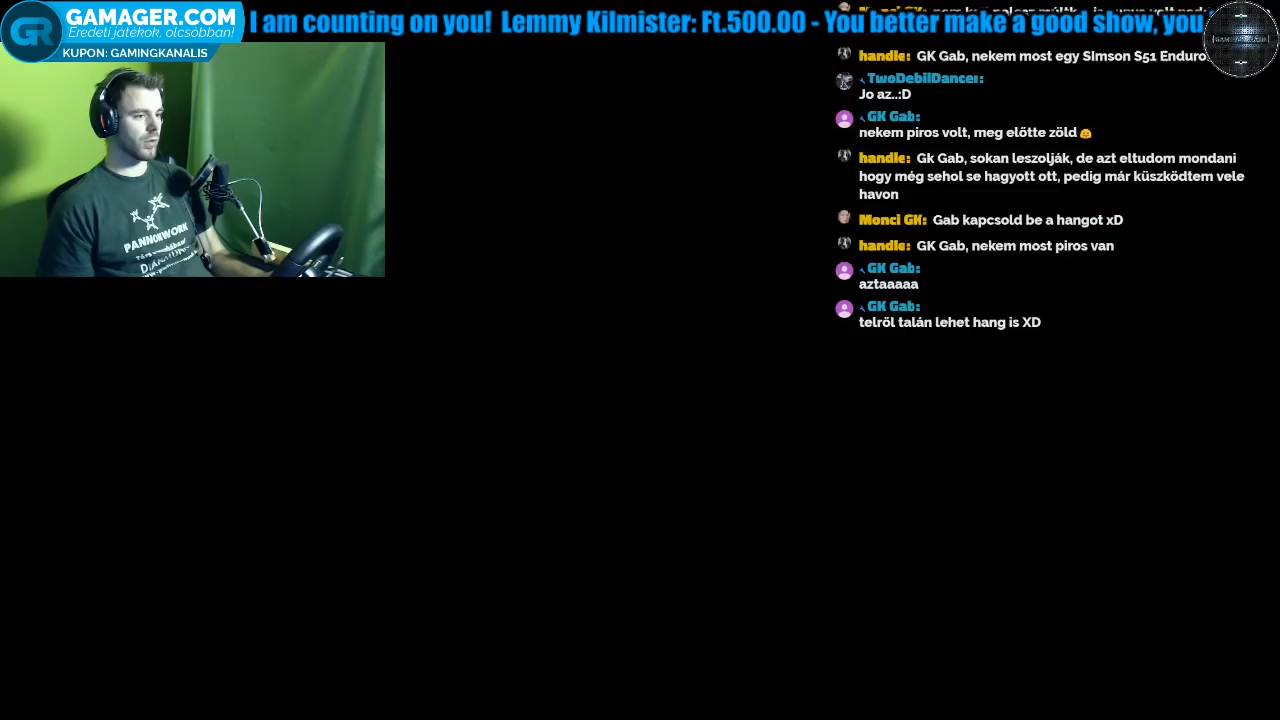 GAMAGER.COM
Eredeti játékok, olcsóbban!
KUPON: GAMINGKANALIS
I am counting on you! Lemmy Kilmister: Ft.500.00 - You better make a good show, you
handle: GK Gab, nekem most egy SImson S51 Enduro
TwoDebilDancer:
Jo az..:D
GK Gab:
nekem piros volt, meg előtte zöld
handle: Gk Gab, sokan leszolják, de azt eltudom mondani
hogy még sehol se hagyott ott, pedig már küszködtem vele
havon
Monci GK: Gab kapcsold be a hangot xD
handle: GK Gab, nekem most piros van
GK Gab:
aztaaaaa
GK Gab:
telről talán lehet hang is XD
GR
PANNONWORK